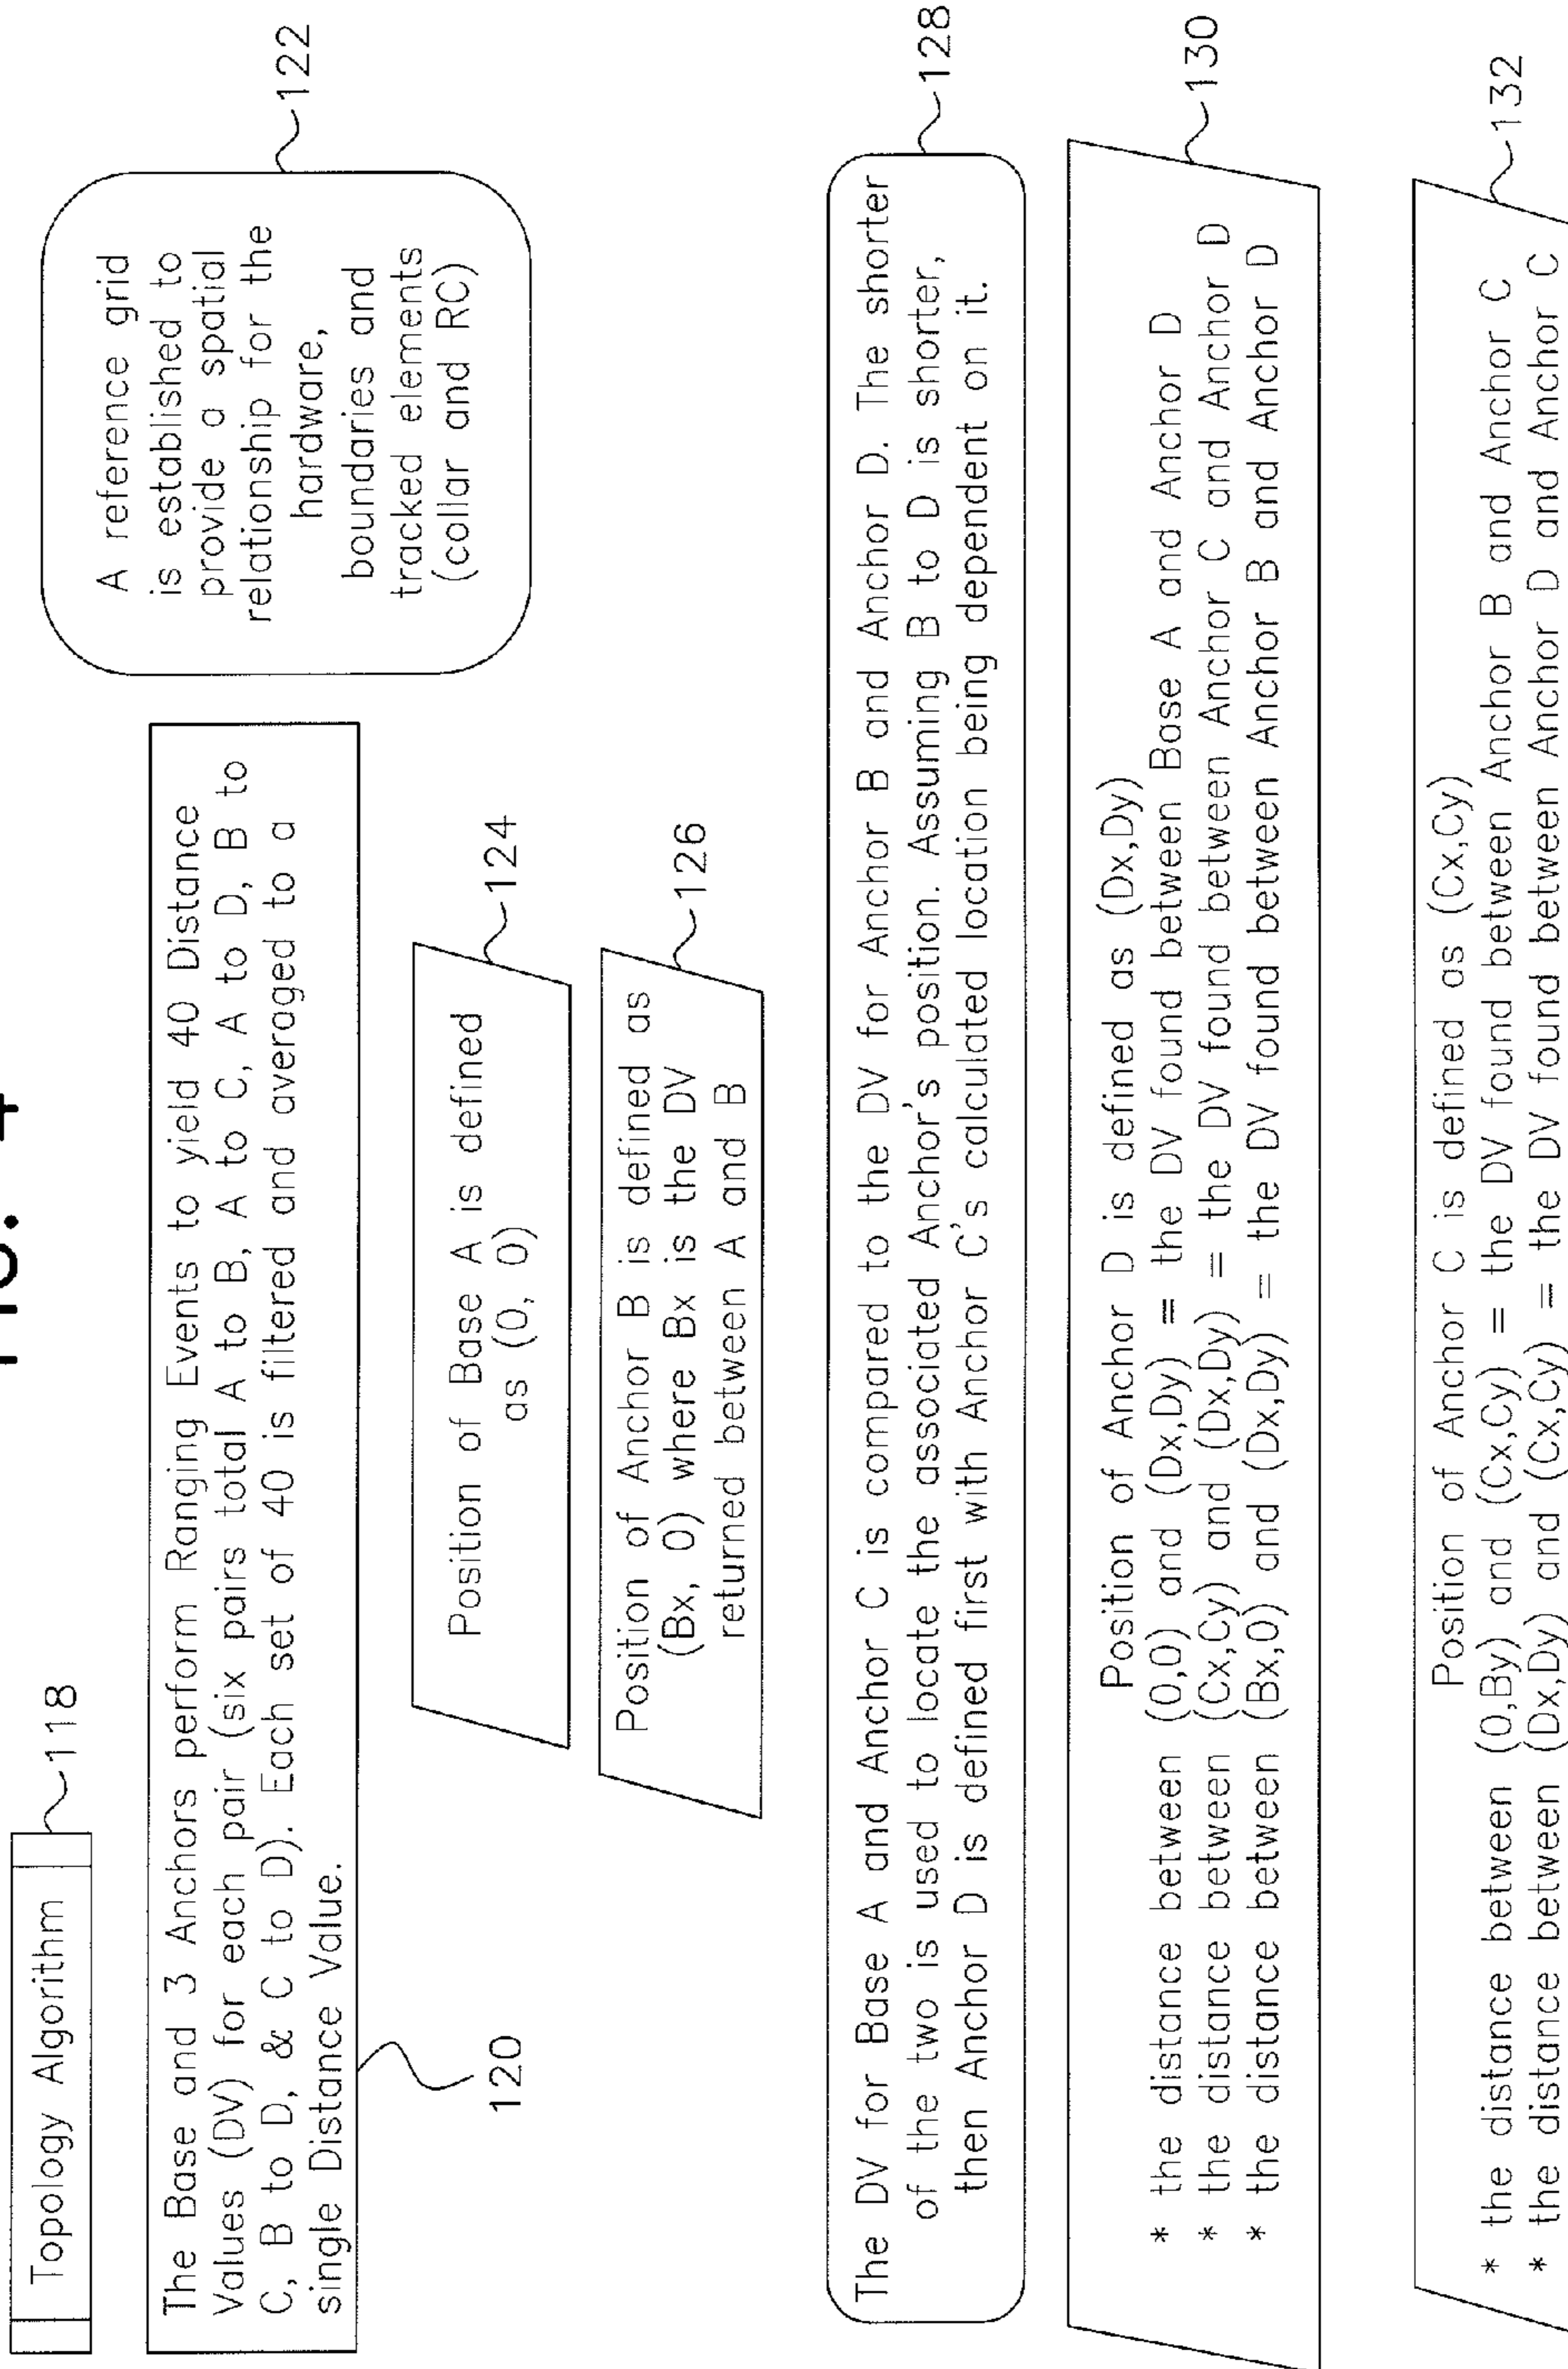 FIG. 4
Topology Algorithm
118
The Base and 3 Anchors perform Ranging Events to yield 40 Distance
Values (DV) for each pair (six pairs total A to B, A to C, A to D, B to
C, B to D, & C to D). Each set of 40 is filtered and averaged to a
single Distance Value.
120
A reference grid
is established to
provide a spatial
relationship for the
hardware,
boundaries and
tracked elements
(collar and RC)
122
Position of Base A is defined
as (0, 0)
124
Position of Anchor B is defined as
(Bx, 0) where Bx is the DV
returned between A and B
126
The DV for Base A and Anchor C is compared to the DV for Anchor B and Anchor D. The shorter
of the two is used to locate the associated Anchor's position. Assuming B to D is shorter,
then Anchor D is defined first with Anchor C's calculated location being dependent on it.
128
Position of Anchor D is defined as (Dx,Dy)
* the distance between (0,0) and (Dx,Dy) = the DV found between Base A and Anchor D
* the distance between (Cx,Cy) and (Dx,Dy) = the DV found between Anchor C and Anchor D
* the distance between (Bx,0) and (Dx,Dy) = the DV found between Anchor B and Anchor D
130
Position of Anchor C is defined as (Cx,Cy)
* the distance between (0,By) and (Cx,Cy) = the DV found between Anchor B and Anchor C
* the distance between (Dx,Dy) and (Cx,Cy) = the DV found between Anchor D and Anchor C
132